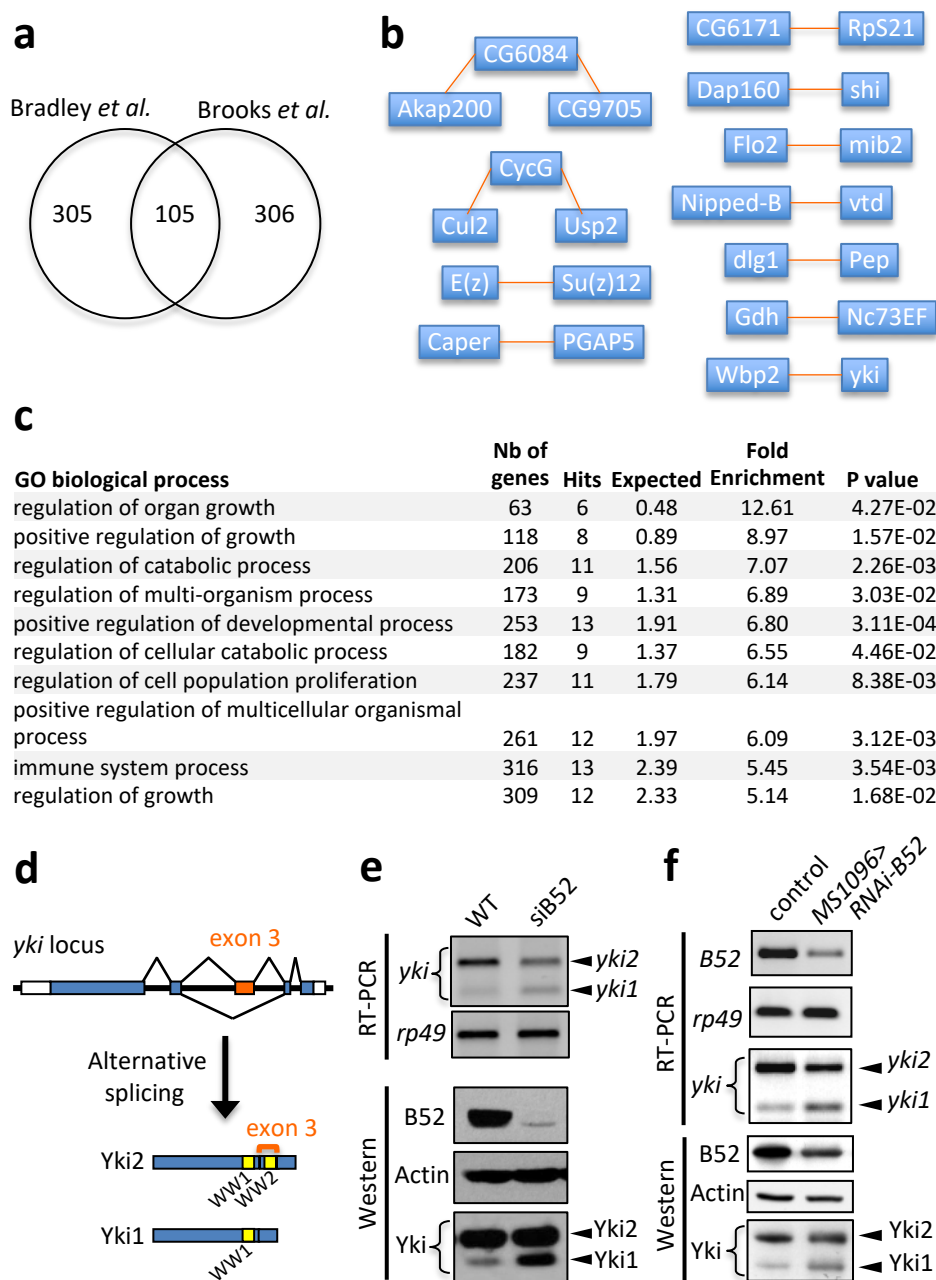 a
Bradley et al.
Brooks et al.
305
105
306
b
CG6084
Akap200
CG9705
CycG
Cul2
Usp2
E(z)
Su(z)12
Caper
PGAP5
CG6171
RpS21
Dap160
shi
Flo2
mib2
Nipped-B
vtd
dlg1
Pep
Gdh
Nc73EF
Wbp2
yki
c
GO biological process Nb of genes Hits Expected Fold Enrichment P value
regulation of organ growth 63 6 0.48 12.61 4.27E-02
positive regulation of growth 118 8 0.89 8.97 1.57E-02
regulation of catabolic process 206 11 1.56 7.07 2.26E-03
regulation of multi-organism process 173 9 1.31 6.89 3.03E-02
positive regulation of developmental process 253 13 1.91 6.80 3.11E-04
regulation of cellular catabolic process 182 9 1.37 6.55 4.46E-02
regulation of cell population proliferation 237 11 1.79 6.14 8.38E-03
positive regulation of multicellular organismal
process 261 12 1.97 6.09 3.12E-03
immune system process 316 13 2.39 5.45 3.54E-03
regulation of growth 309 12 2.33 5.14 1.68E-02
d
yki locus
exon 3
Alternative
splicing
exon 3
Yki2
WW1
WW2
Yki1
WW1
e
WT
siB52
RT-PCR
yki
yki2
yki1
rp49
Western
B52
Actin
Yki
Yki2
Yki1
f
control
MS1096>
RNAi-B52
RT-PCR
B52
rp49
yki
yki2
yki1
Western
B52
Actin
Yki
Yki2
Yki1